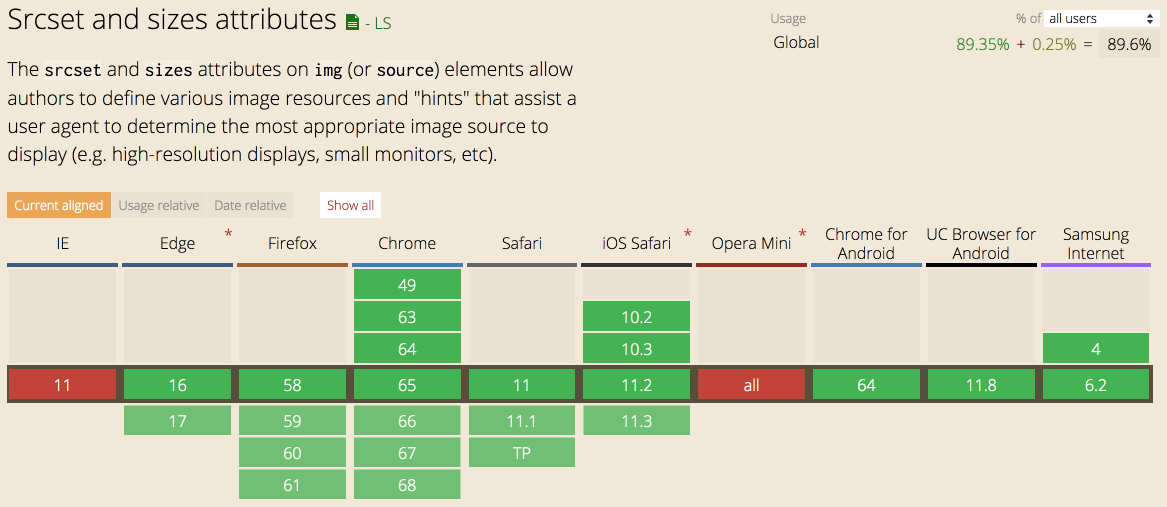 Srcset and sizes attributes - LS
Usage % of all users
Global 89.35% + 0.25% = 89.6%
The srcset and sizes attributes on img (or source) elements allow
authors to define various image resources and "hints" that assist a
user agent to determine the most appropriate image source to
display (e.g. high-resolution displays, small monitors, etc).
Current aligned Usage relative Date relative Show all
IE Edge * Firefox Chrome Safari iOS Safari * Opera Mini * Chrome for Android UC Browser for Android Samsung Internet
49
63 10.2
64 10.3 4
11 16 58 65 11 11.2 all 64 11.8 6.2
17 59 66 11.1 11.3
60 67 TP
61 68